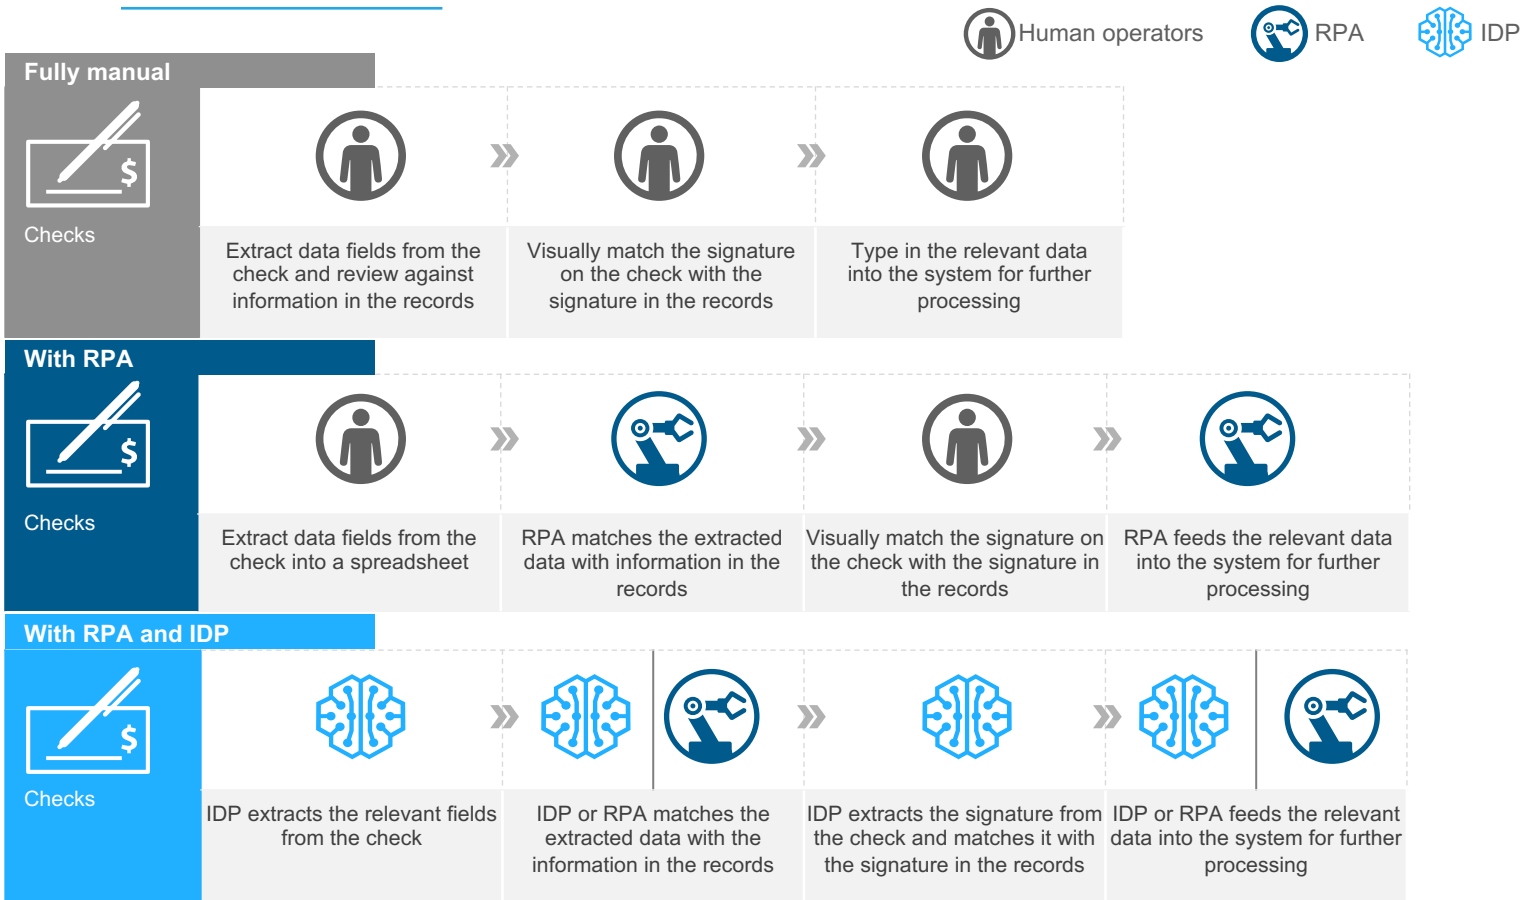 Human operators
RPA
IDP
Fully manual
$
Checks
Extract data fields from the
check and review against
information in the records
Visually match the signature
on the check with the
signature in the records
Type in the relevant data
into the system for further
processing
With RPA
$
Checks
Extract data fields from the
check into a spreadsheet
RPA matches the extracted
data with information in the
records
Visually match the signature on
the check with the signature in
the records
RPA feeds the relevant data
into the system for further
processing
With RPA and IDP
$
Checks
IDP extracts the relevant fields
from the check
IDP or RPA matches the
extracted data with the
information in the records
IDP extracts the signature from
the check and matches it with
the signature in the records
IDP or RPA feeds the relevant
data into the system for further
processing